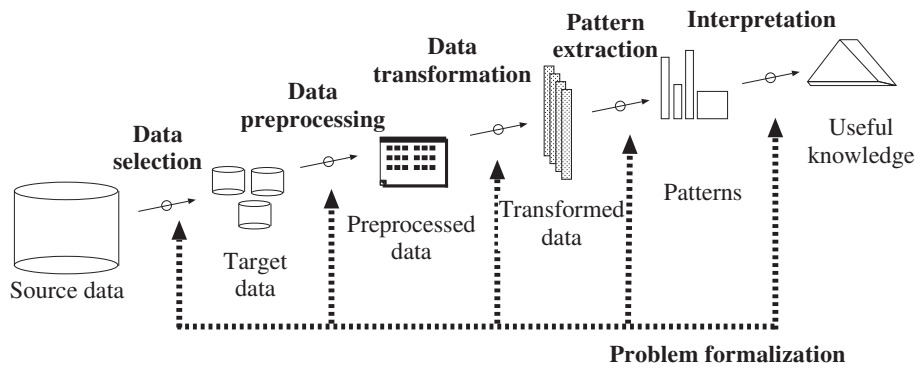 Interpretation
Pattern
extraction
Data
transformation
Data
preprocessing
Data
selection
Source data
Target
data
Preprocessed
data
Transformed
data
Patterns
Useful
knowledge
Problem formalization